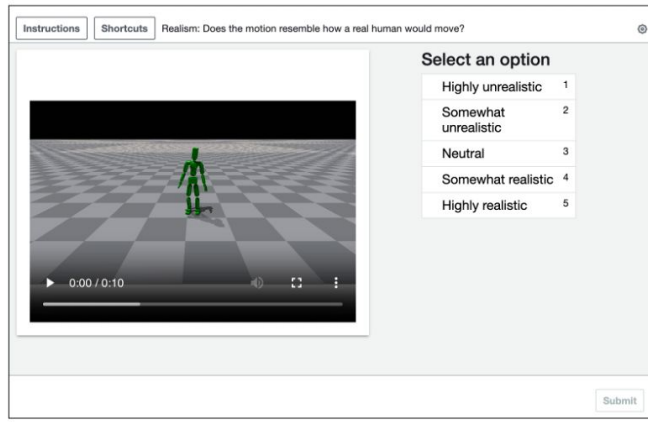 Instructions Shortcuts Realism: Does the motion resemble how a real human would move?
Select an option
Highly unrealistic 1
Somewhat unrealistic 2
Neutral 3
Somewhat realistic 4
Highly realistic 5
0:00 / 0:10
Submit